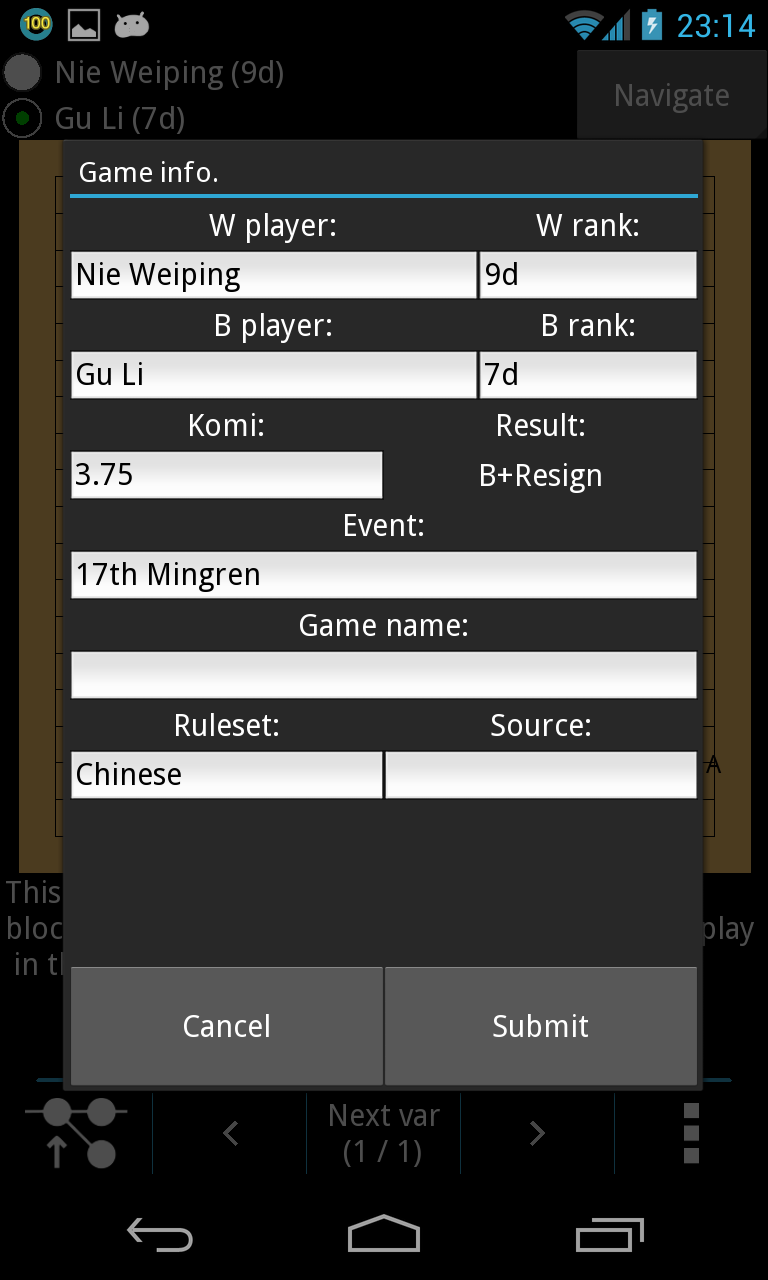 100
23:14
Nie Weiping (9d)
Navigate
Gu Li (7d)
Game info.
W player: W rank:
Nie Weiping 9d
B player: B rank:
Gu Li 7d
Komi: Result:
3.75 B+Resign
Event:
17th Mingren
Game name:
Ruleset: Source:
A
Chinese
This
play
in
Cancel Submit
Next var
(1 / 1)